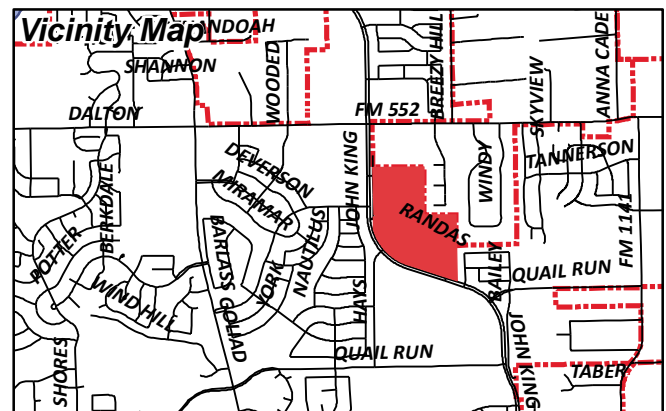 Vicinity Map
ANDOAH
SHANNON
WOODED
BREEZY HILL
ANNA CADE
SKYVIEW
DALTON
FM 552
DEVERSON
MIRAMAR
BERKDALE
JOHN KING
WINDY
TANNERSON
RANDAS
POTTER
BARLASS
GOLIAD
YORK
NAUTILUS
HAYS
BAILEY
QUAIL RUN
FM 1141
WIND HILL
SHORES
QUAIL RUN
JOHN KING
TABER